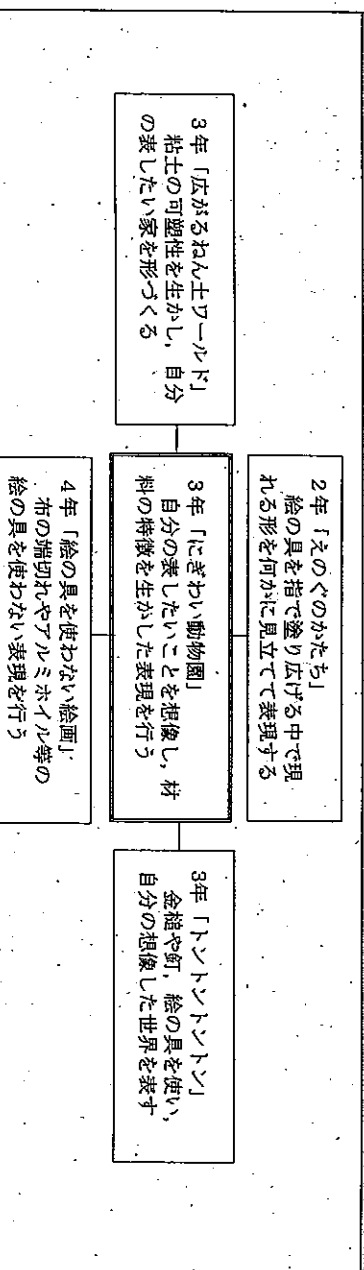 2年「えのぐのかたち」
絵の具を指で塗り広げる中で現
れる形を何かに見立てて表現する
3年「広がるねん土ワールド」
粘土の可塑性を生かし，自分
の表したい家を形づくる
3年「にぎわい動物園」
自分の表したいことを想像し，材
料の特徴を生かした表現を行う
3年「トントントントン」
金槌や釘，絵の具を使い，
自分の想像した世界を表す
4年「絵の具を使わない絵画」
布の端切れやアルミホイル等の
絵の具を使わない表現を行う